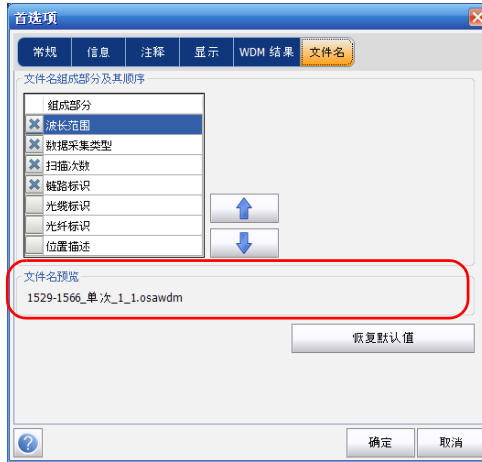 首选项
常规 信息 注释 显示 WDM 结果 文件名
文件名组成部分及其顺序
组成部分
波长范围
数据采集类型
扫描次数
链路标识
光缆标识
光纤标识
位置描述
文件名预览
1529-1566_单次_1_1.osawdm
恢复默认值
确定 取消